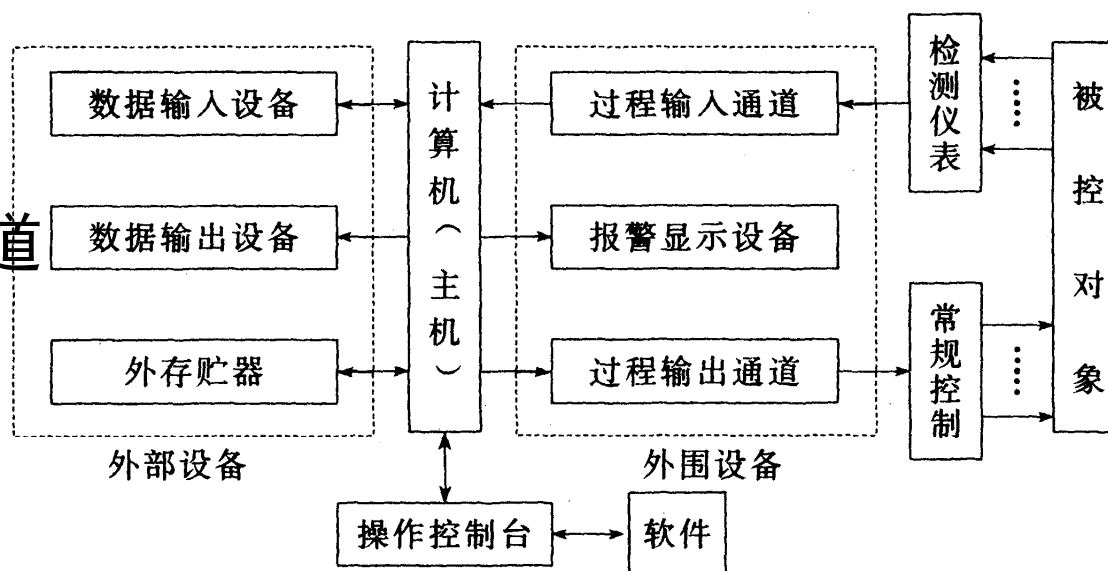 数据输入设备
数据输出设备
外存贮器
外部设备
道
计算机（主机）
过程输入通道
报警显示设备
过程输出通道
外围设备
检测仪表
常规控制
被控对象
操作控制台
软件